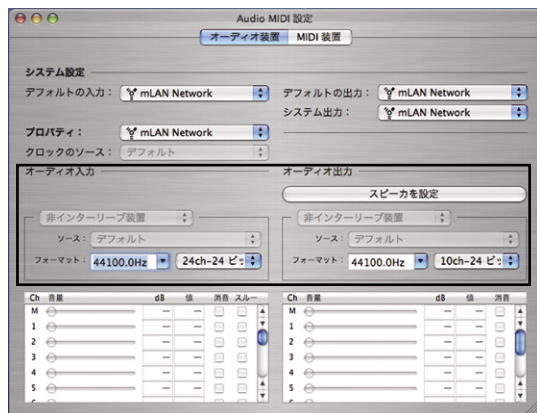 Audio MIDI 設定
オーディオ装置 MIDI 装置
システム設定
デフォルトの入力： mLAN Network
デフォルトの出力： mLAN Network
システム出力： mLAN Network
プロパティ： mLAN Network
クロックのソース： デフォルト
オーディオ入力
オーディオ出力
スピーカを設定
非インターリーブ装置
非インターリーブ装置
ソース： デフォルト
ソース： デフォルト
フォーマット： 44100.0Hz 24ch-24 ビッ
フォーマット： 44100.0Hz 10ch-24 ビッ
Ch 音量 dB 値 消音 スルー
M — —
1 — —
2 — —
3 — —
4 — —
5 — —
Ch 音量 dB 値 消音
M — —
1 — —
2 — —
3 — —
4 — —
5 — —